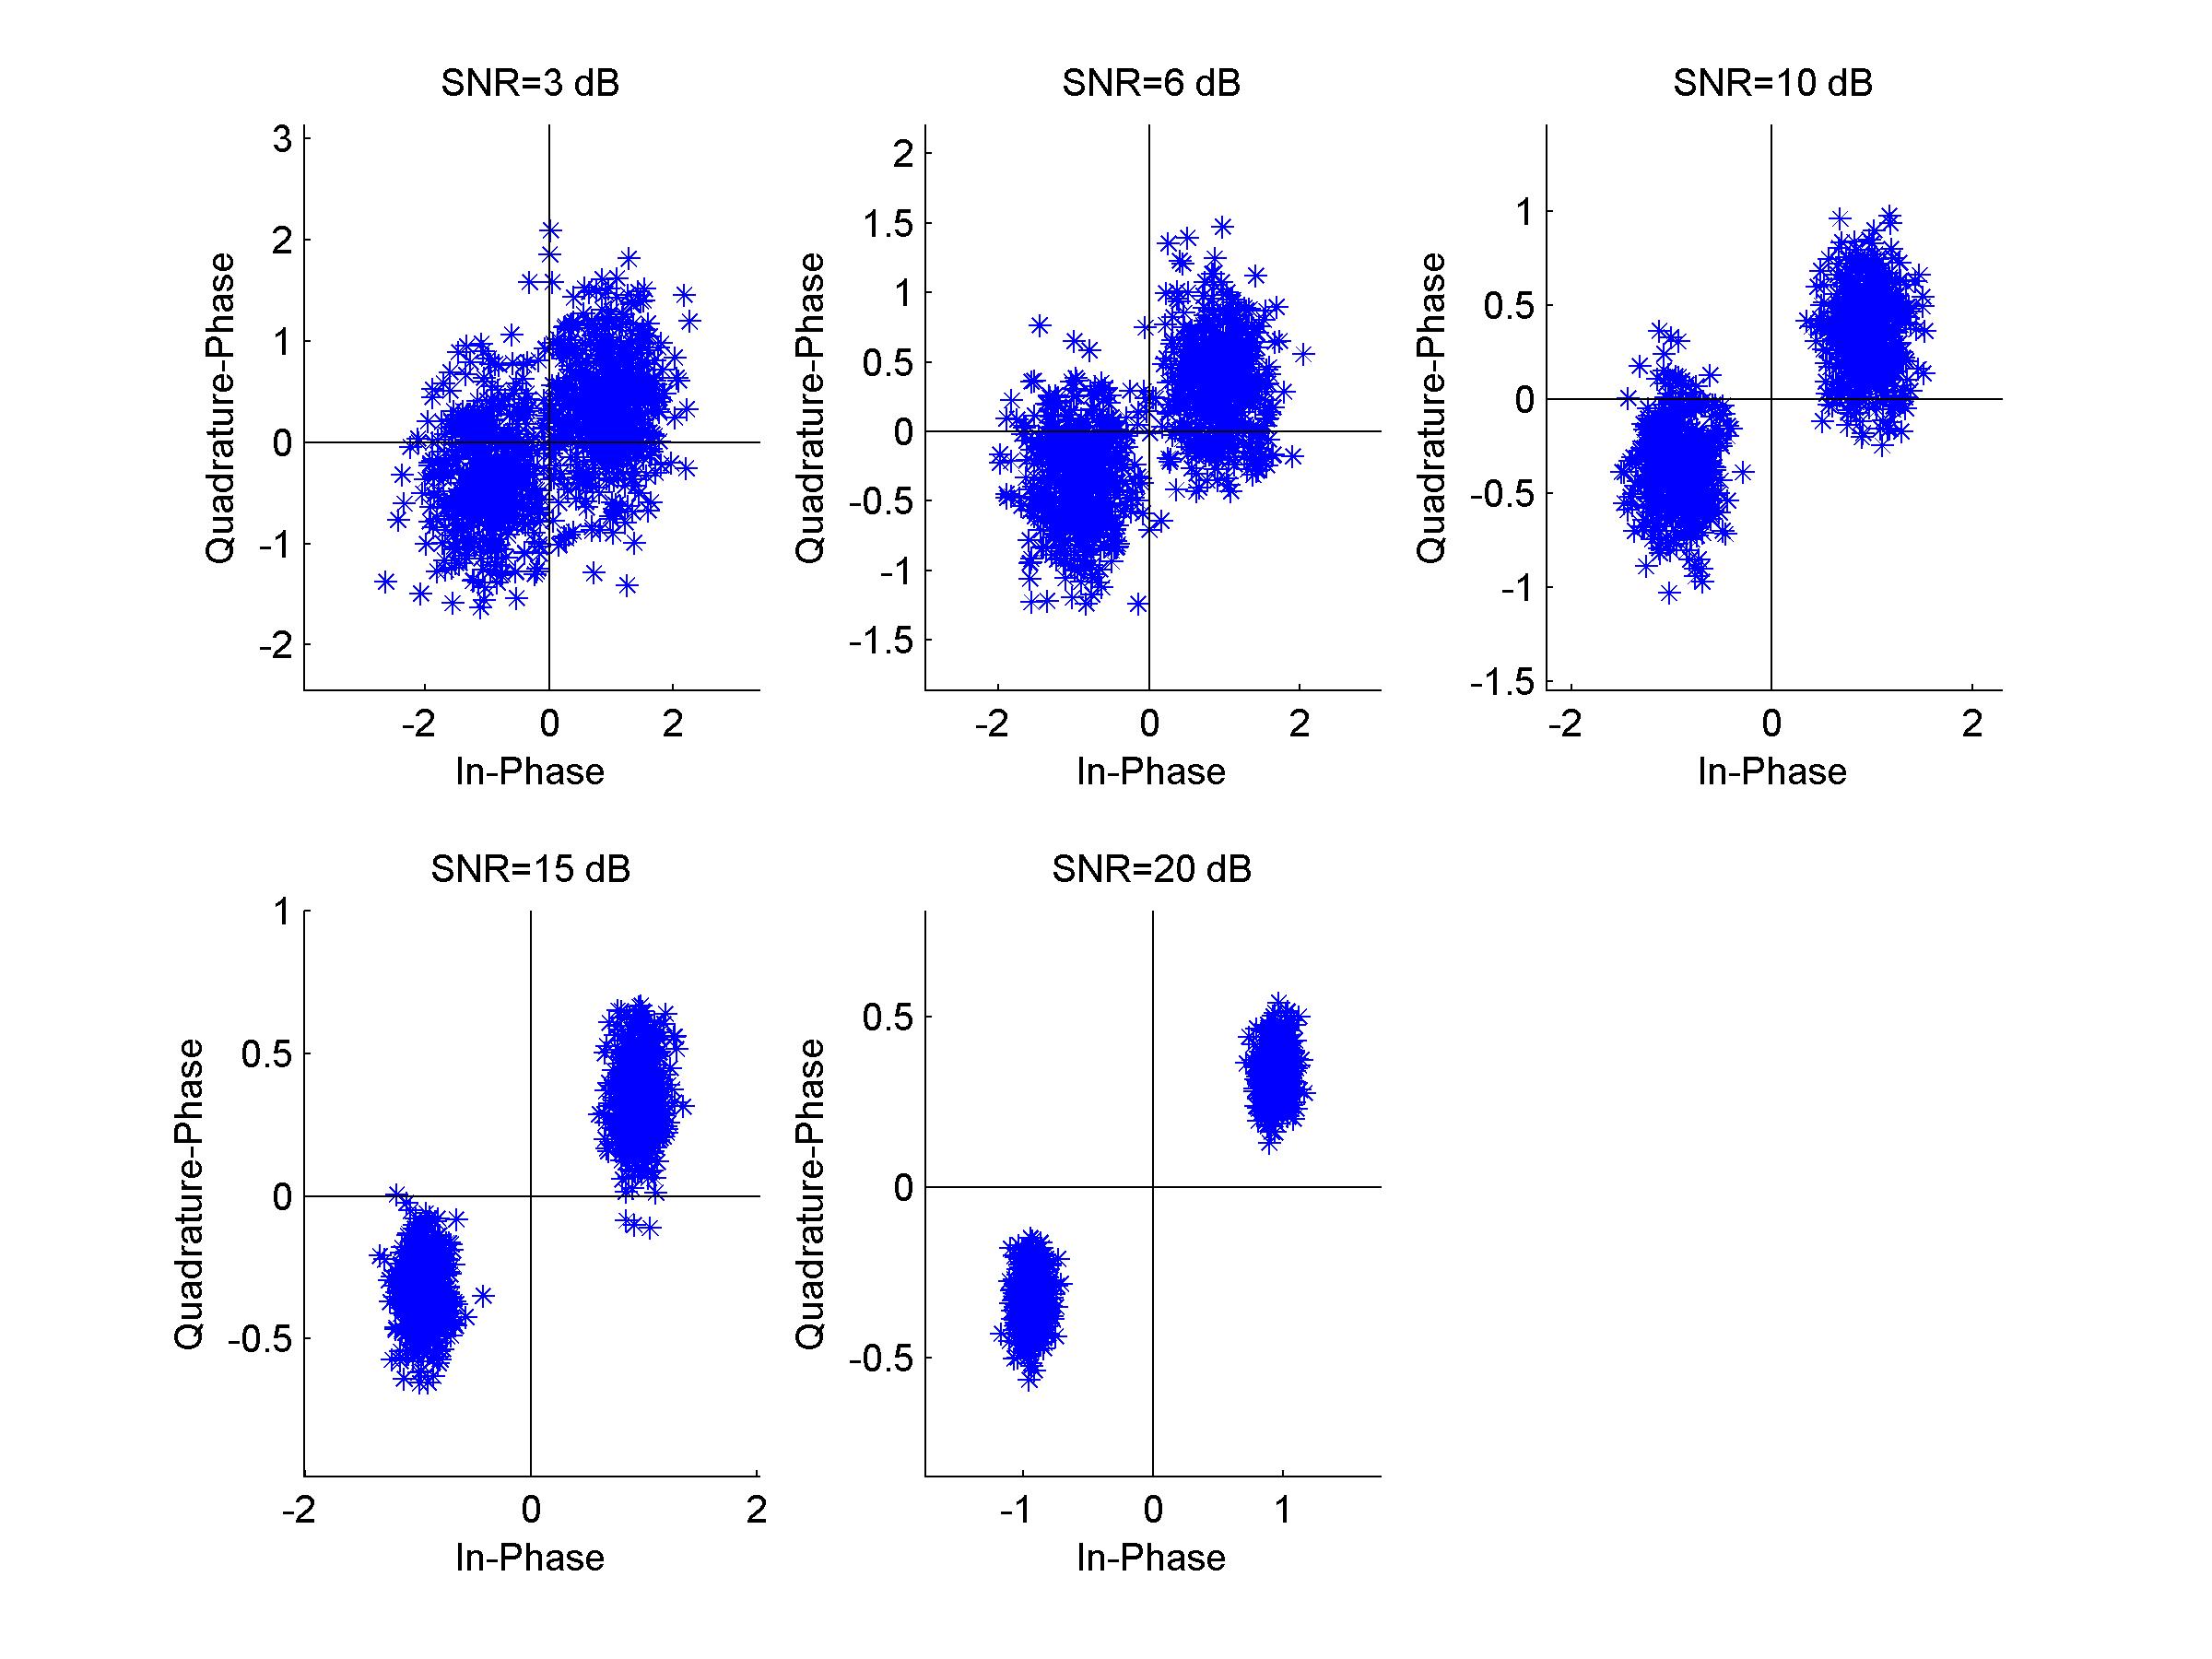 SNR=3 dB
3
2
1
0
-1
-2
Quadrature-Phase
-2 0 2
In-Phase
SNR=6 dB
2
1.5
1
0.5
0
-0.5
-1
-1.5
Quadrature-Phase
-2 0 2
In-Phase
SNR=10 dB
1
0.5
0
-0.5
-1
-1.5
Quadrature-Phase
-2 0 2
In-Phase
SNR=15 dB
1
0.5
0
-0.5
Quadrature-Phase
-2 0 2
In-Phase
SNR=20 dB
0.5
0
-0.5
Quadrature-Phase
-1 0 1
In-Phase